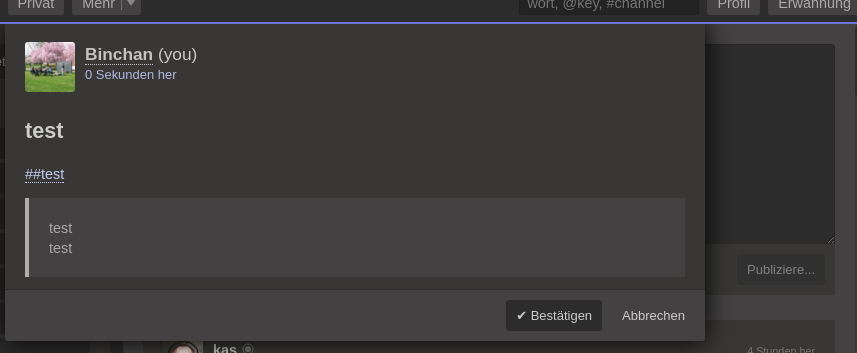 Privat
Mehr
wort, @key, #channel
Profil
Erwähnung
Binchan (you)
0 Sekunden her
test
##test
test
test
Publiziere...
✔ Bestätigen
Abbrechen
kas
4 Stunden her